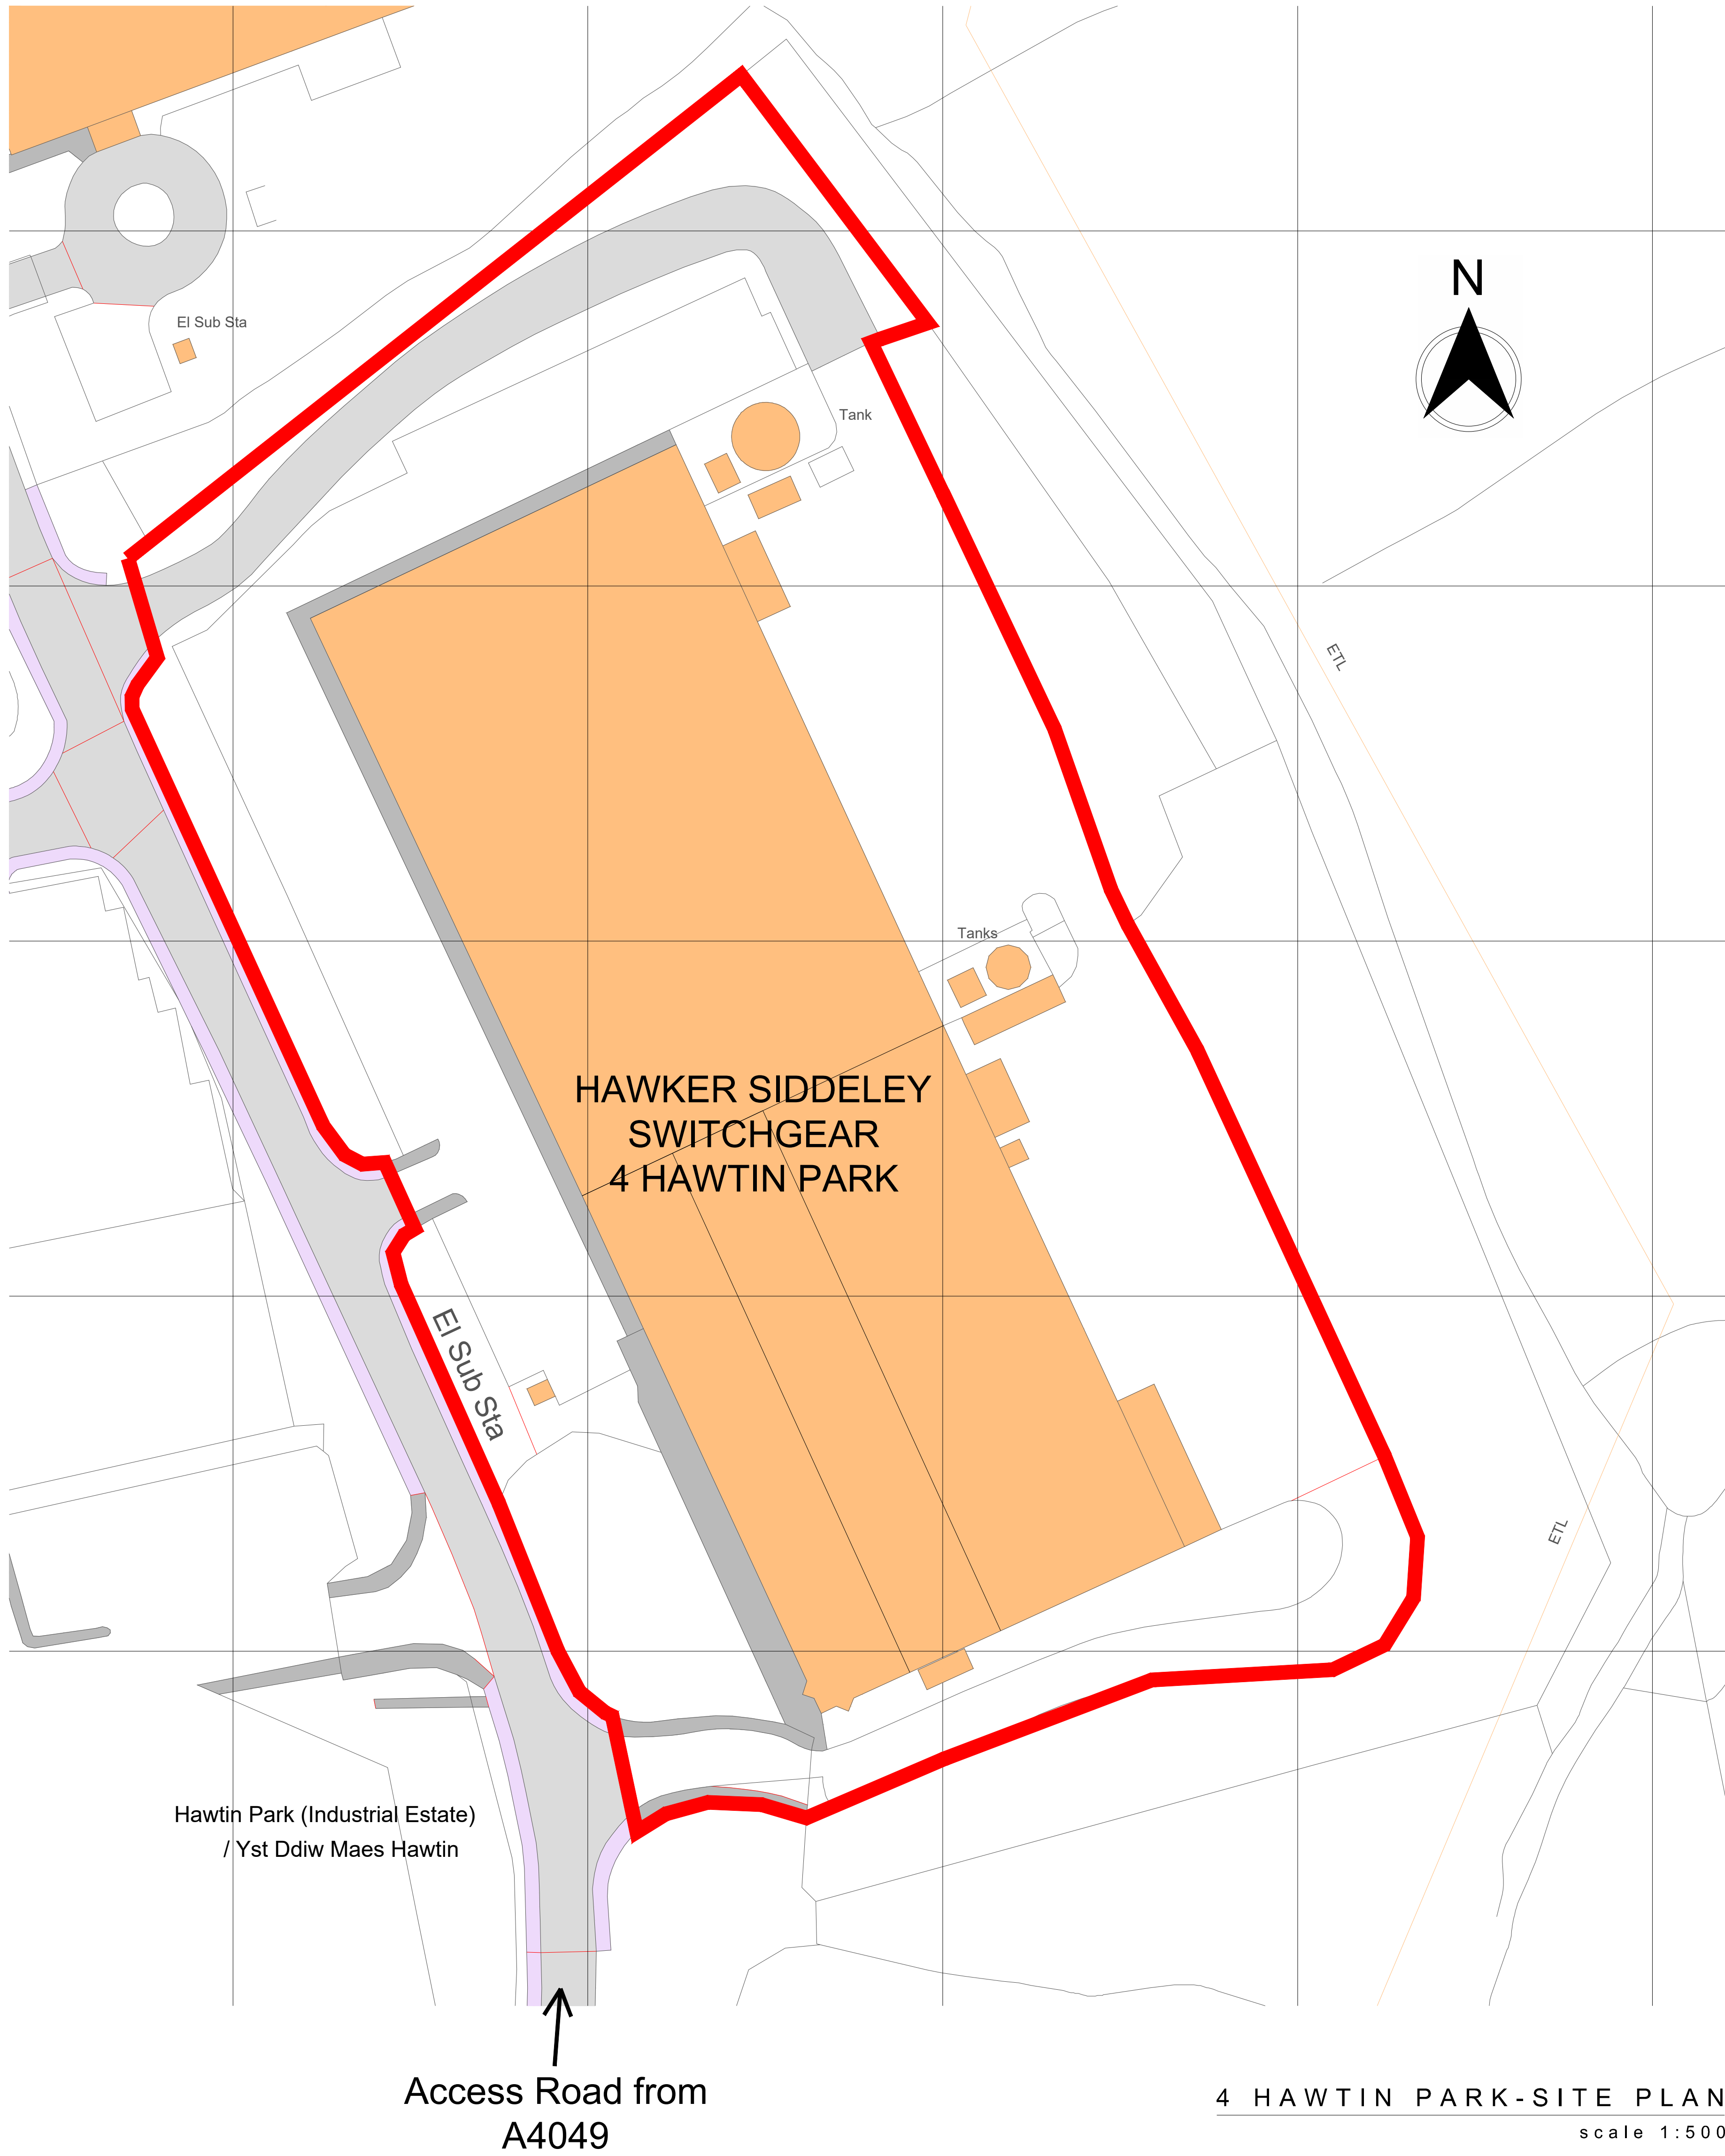 N
El Sub Sta
Tank
ETL
Tanks
HAWKER SIDDELEY
SWITCHGEAR
4 HAWTIN PARK
El Sub Sta
ETL
Hawtin Park (Industrial Estate)
/ Yst Ddiw Maes Hawtin
Access Road from
A4049
4 HAWTIN PARK-SITE PLAN
scale 1:500